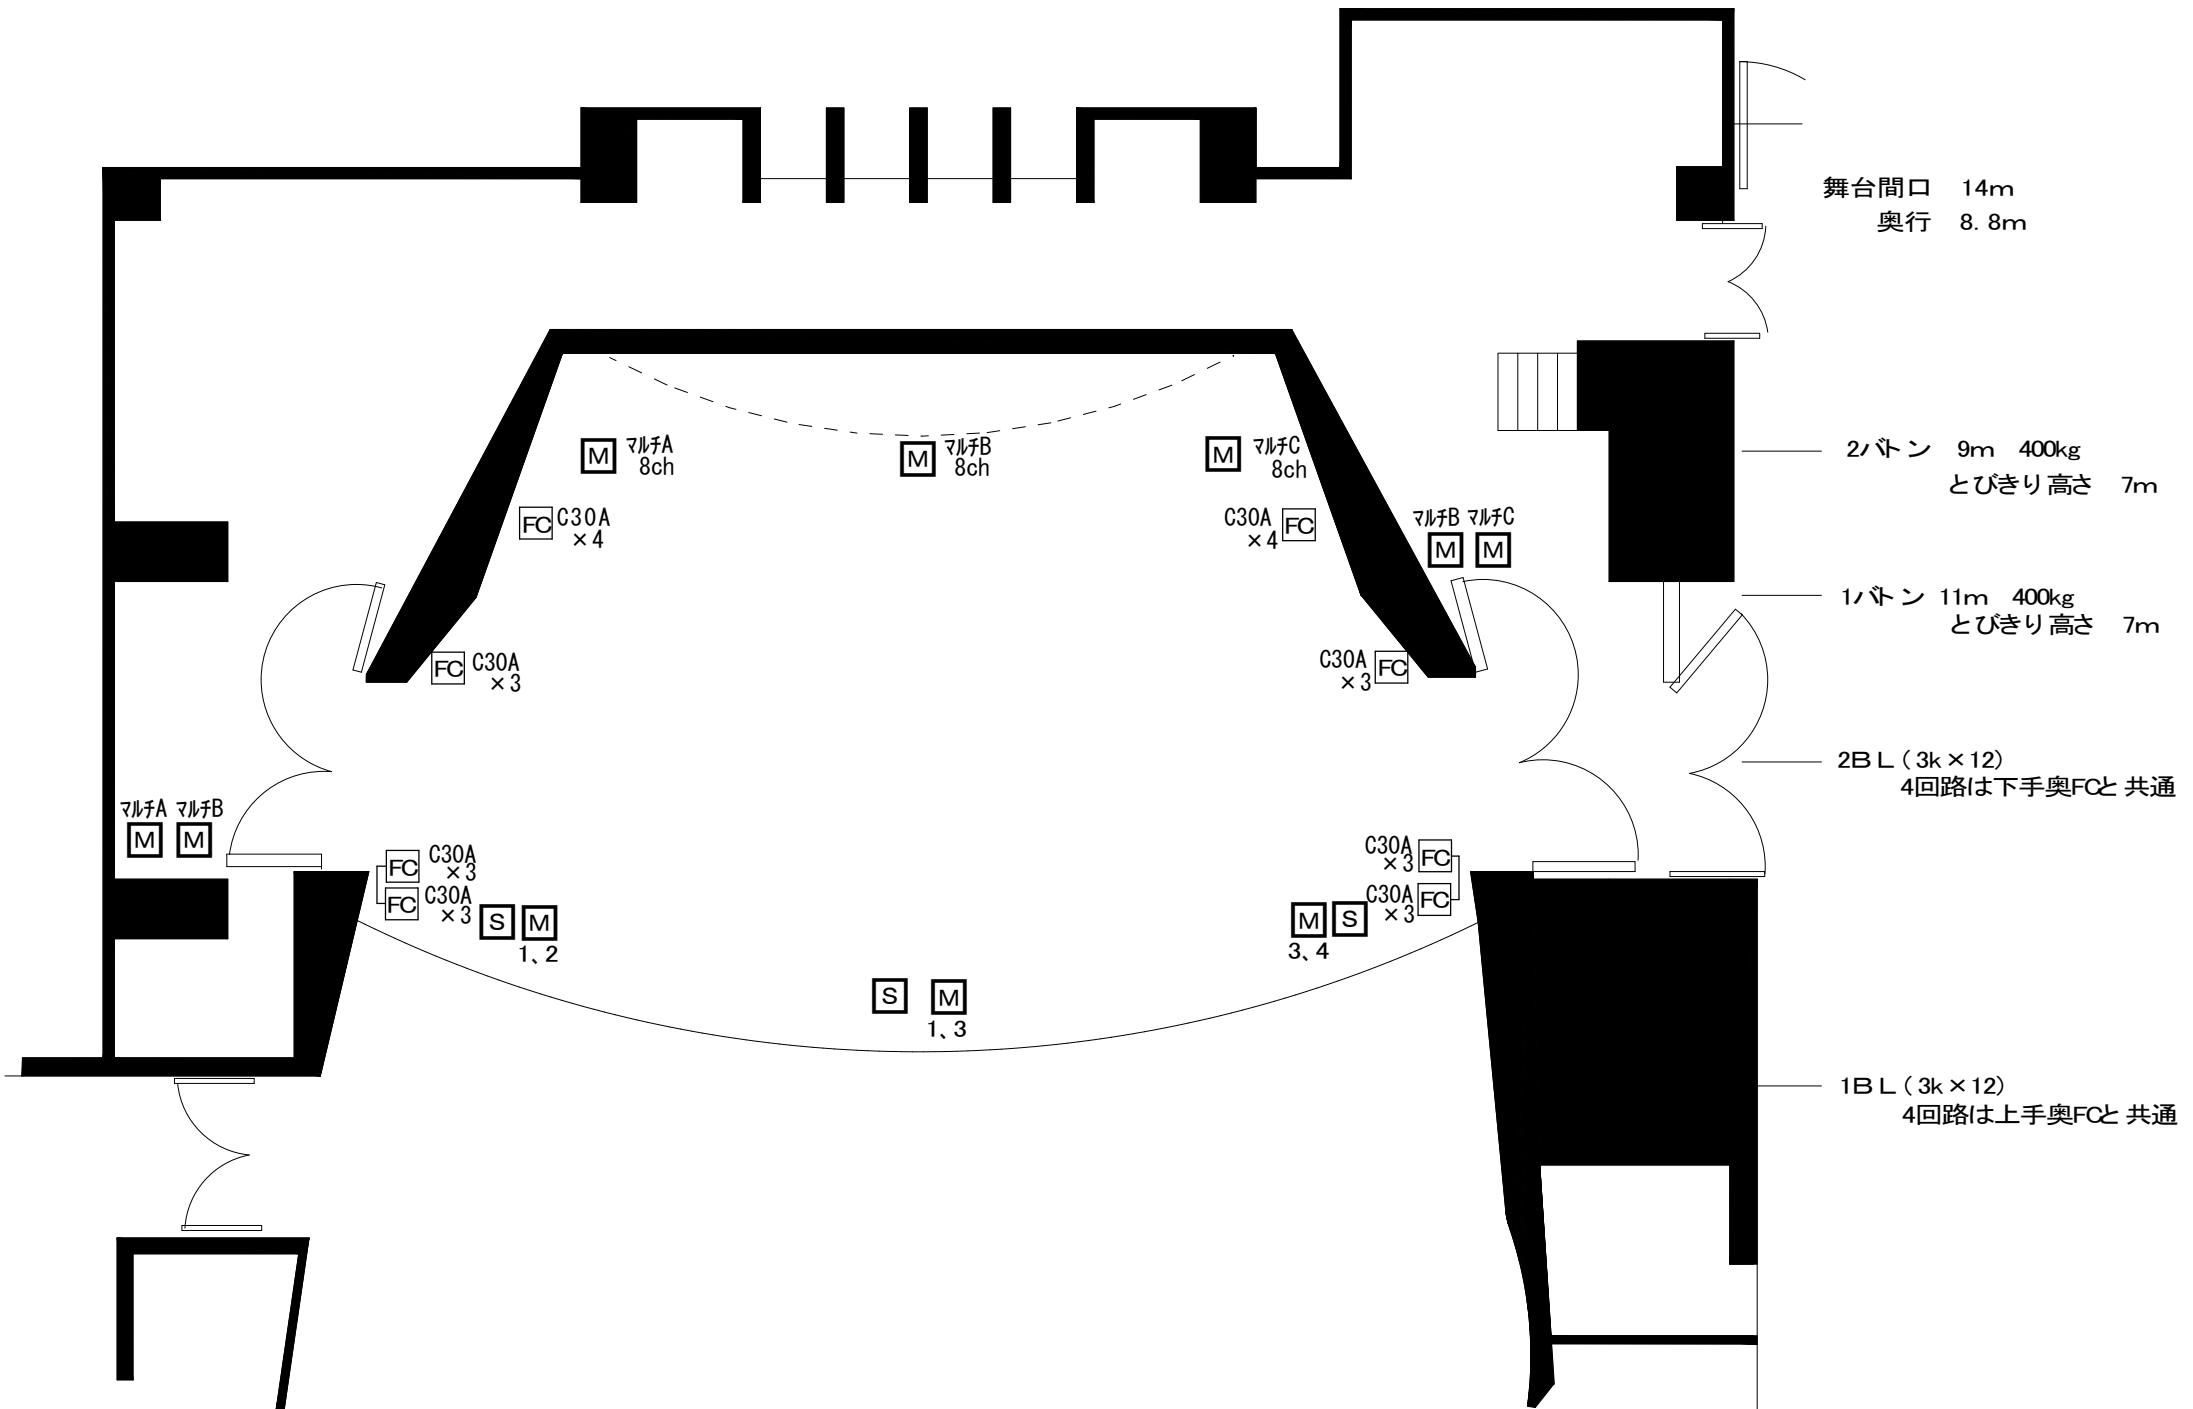 舞台間口　14m
奥行　8.8m
マルチA
8ch
M
マルチB
8ch
M
マルチC
8ch
M
2バトン　9m　400kg
とびきり高さ　7m
FC C30A
×4
C30A FC
×4
マルチB マルチC
M M
1バトン 11m　400kg
とびきり高さ　7m
FC C30A
×3
C30A FC
×3
2BL(3k×12)
4回路は下手奥FCと共通
マルチA マルチB
M M
FC C30A
×3
FC C30A
×3
C30A FC
×3
C30A FC
×3
S M
1、2
M S
3、4
S M
1、3
1BL(3k×12)
4回路は上手奥FCと共通